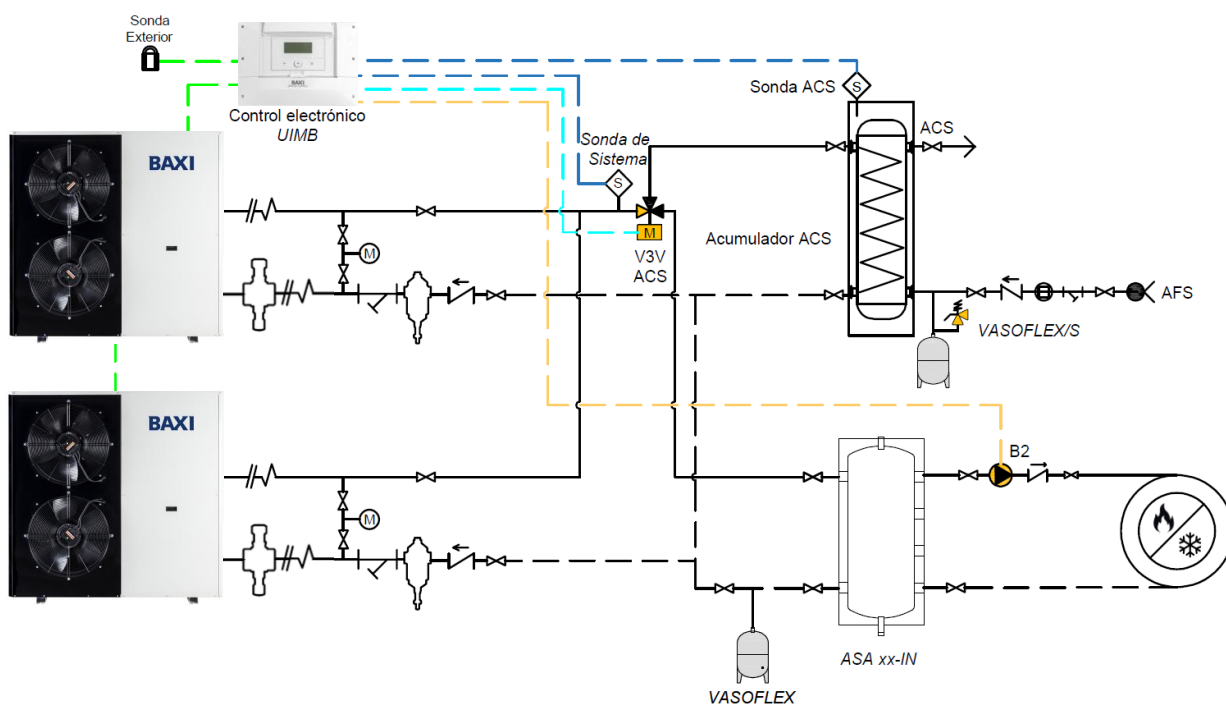 Sonda
Exterior
BAXI
Control electrónico
UIMB
Sonda ACS
S
ACS
Sonda de
Sistema
S
BAXI
M
V3V
ACS
M
Acumulador ACS
AFS
VASOFLEX/S
BAXI
B2
M
ASA xx-IN
VASOFLEX